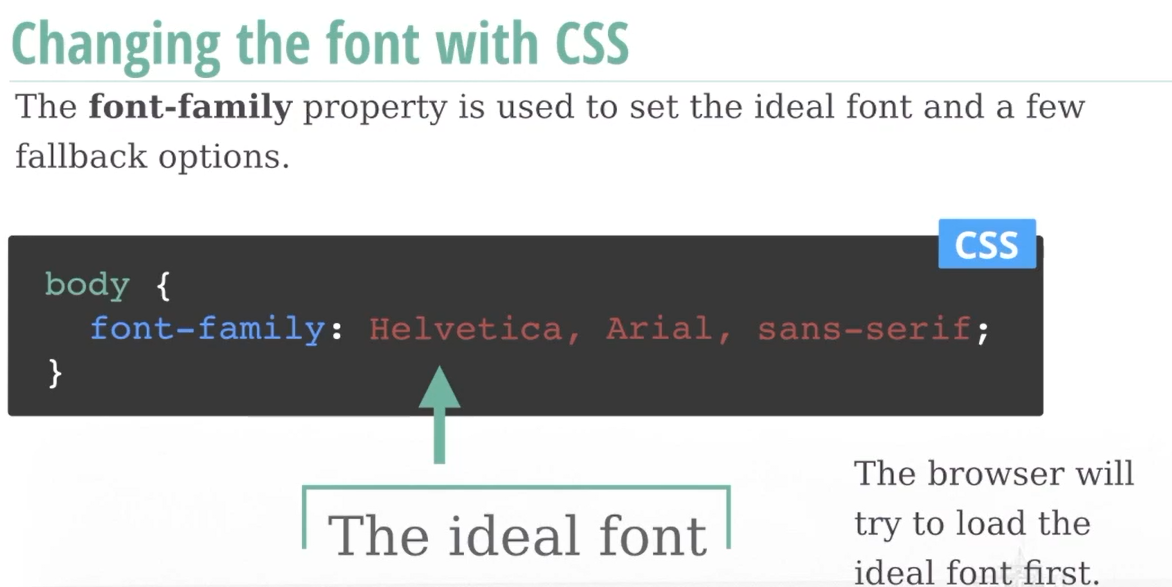 Changing the font with CSS
The font-family property is used to set the ideal font and a few
fallback options.
CSS
body {
font-family: Helvetica, Arial, sans-serif;
}
The ideal font
The browser will
try to load the
ideal font first.